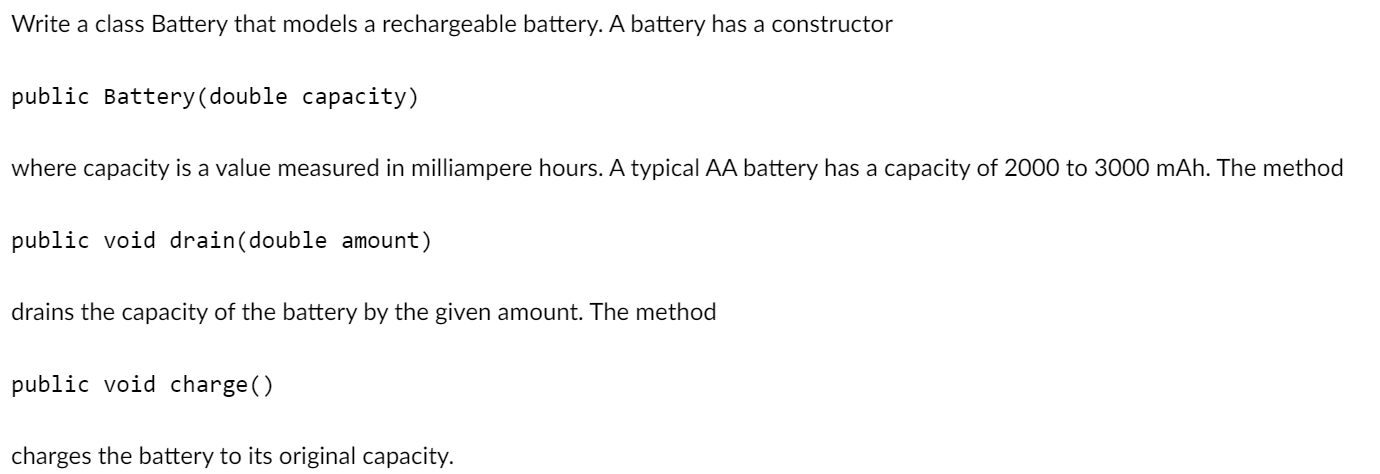 Write a class Battery that models a rechargeable battery. A battery has a constructor
public Battery(double capacity)
where capacity is a value measured in milliampere hours. A typical AA battery has a capacity of 2000 to 3000 mAh. The method
public void drain(double amount)
drains the capacity of the battery by the given amount. The method
public void charge()
charges the battery to its original capacity.